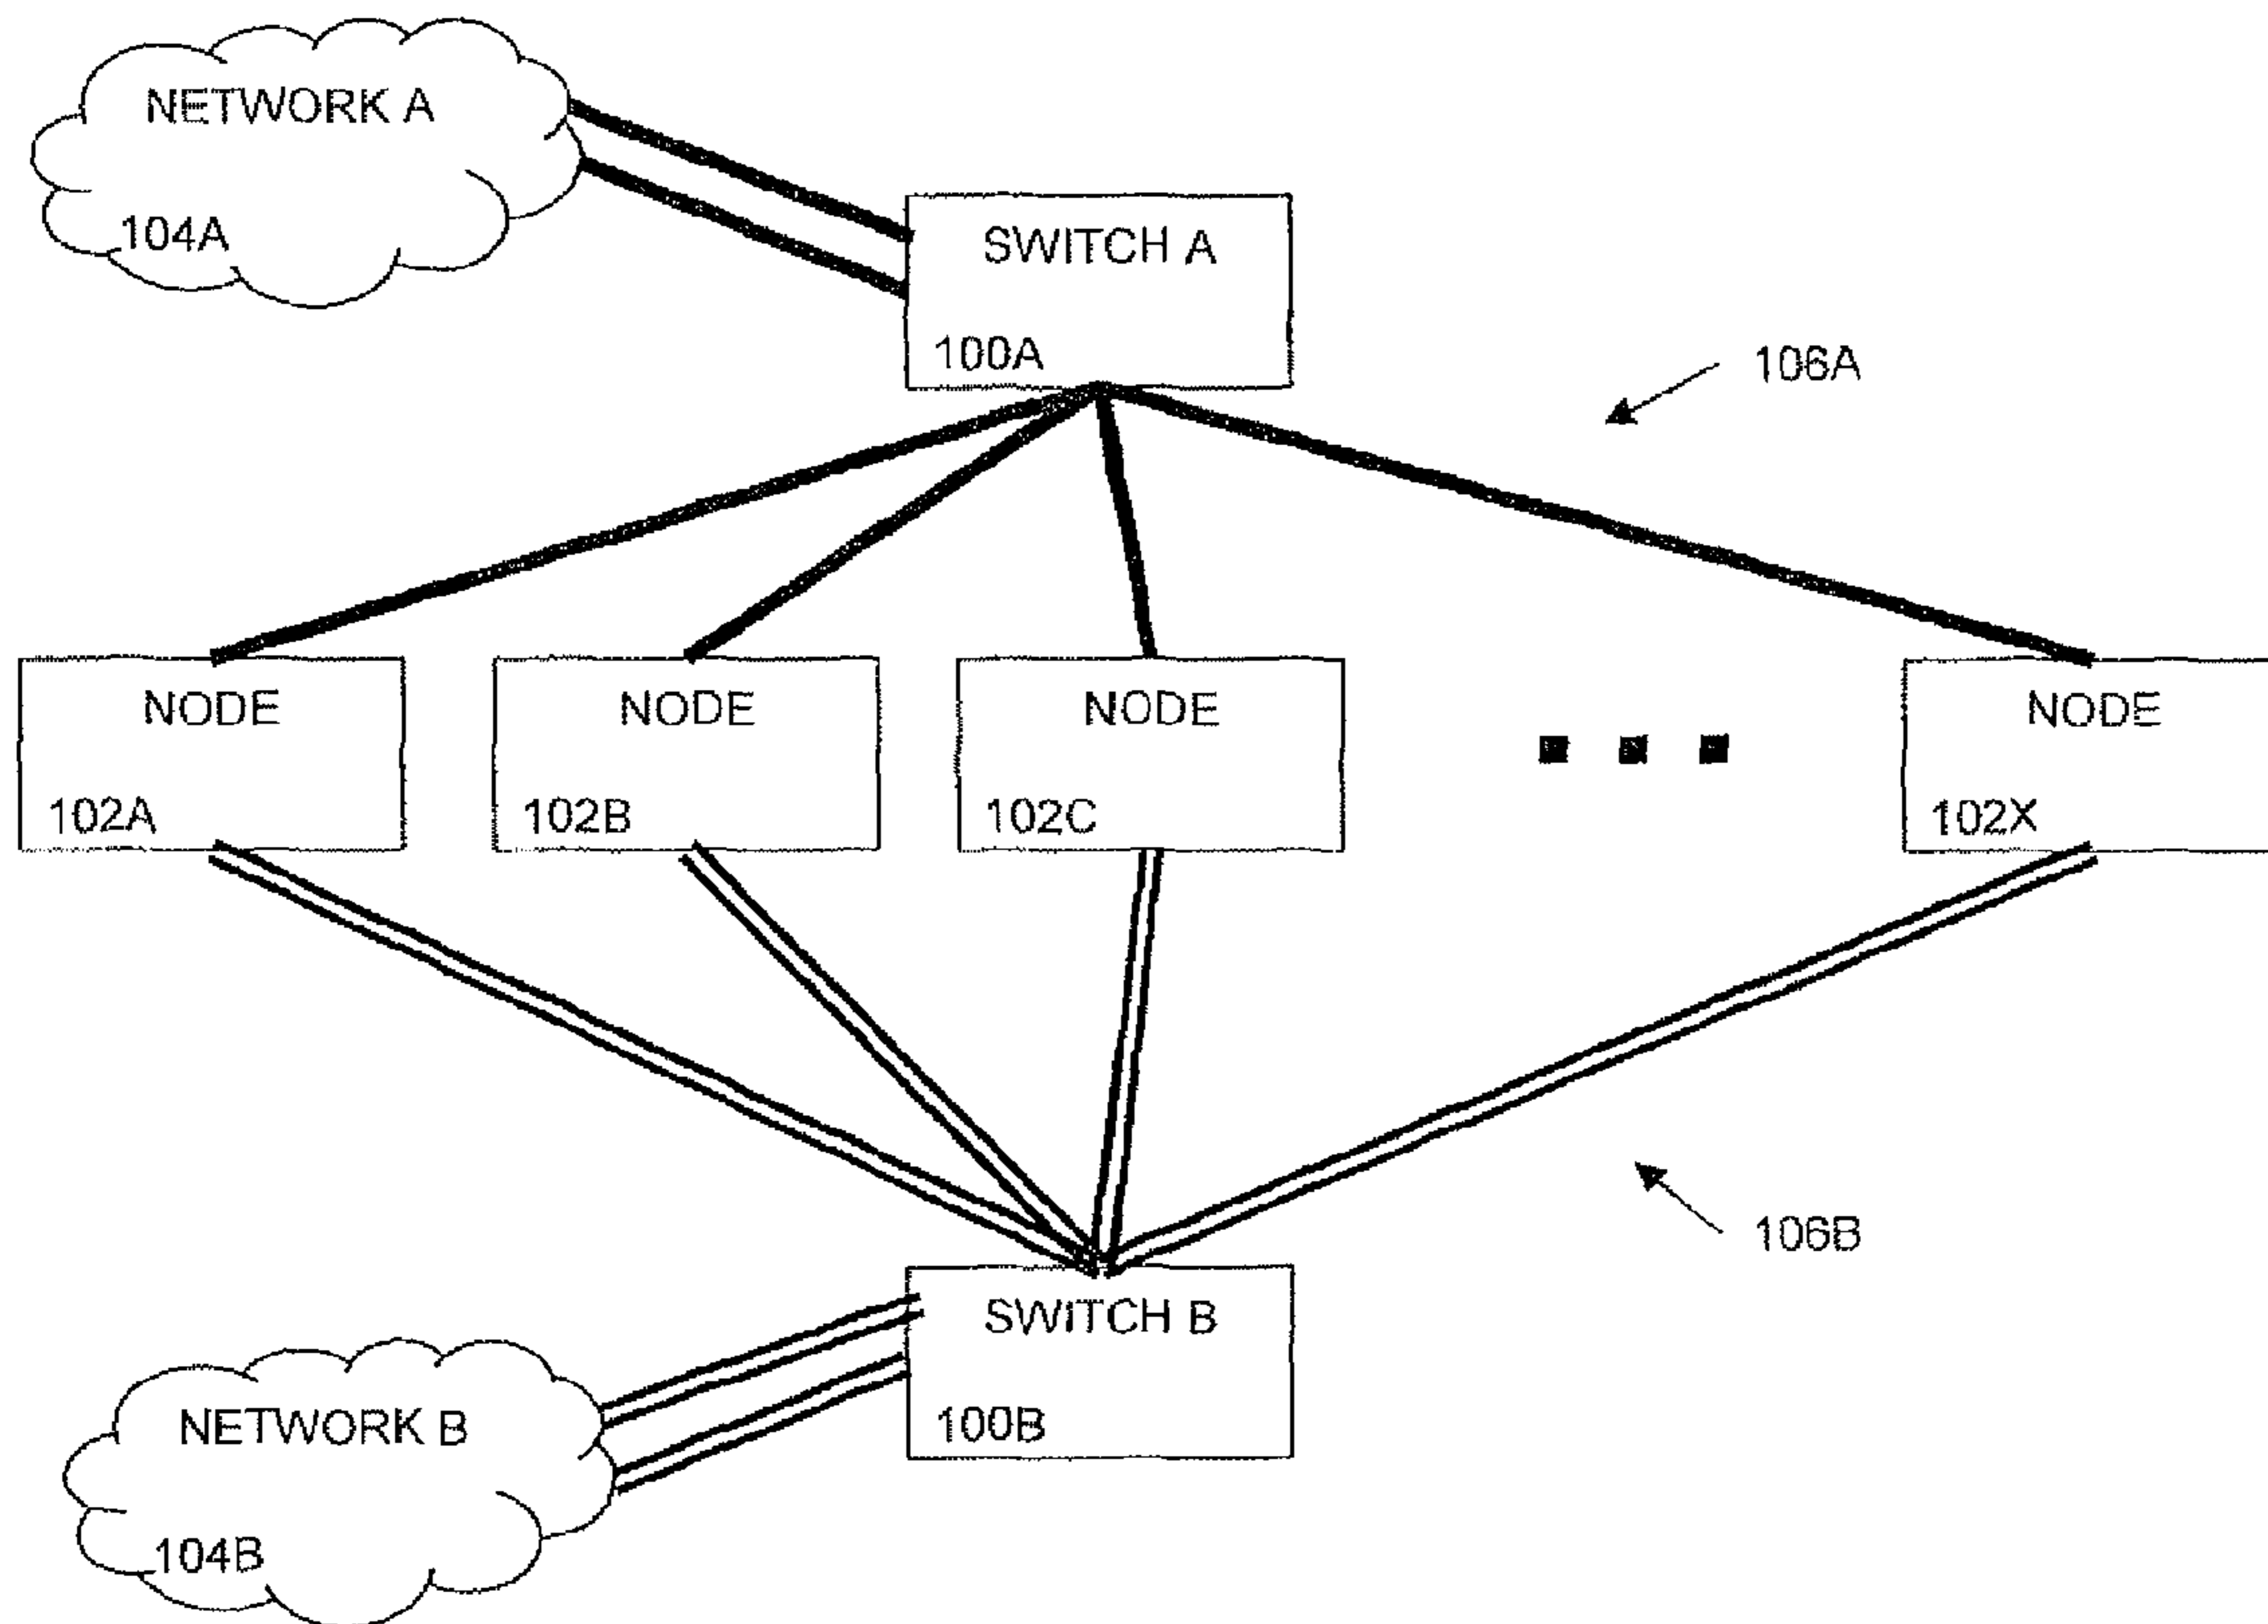 NETWORK A
104A
SWITCH A
100A
106A
NODE
102A
NODE
102B
NODE
102C
NODE
102X
106B
SWITCH B
100B
NETWORK B
104B